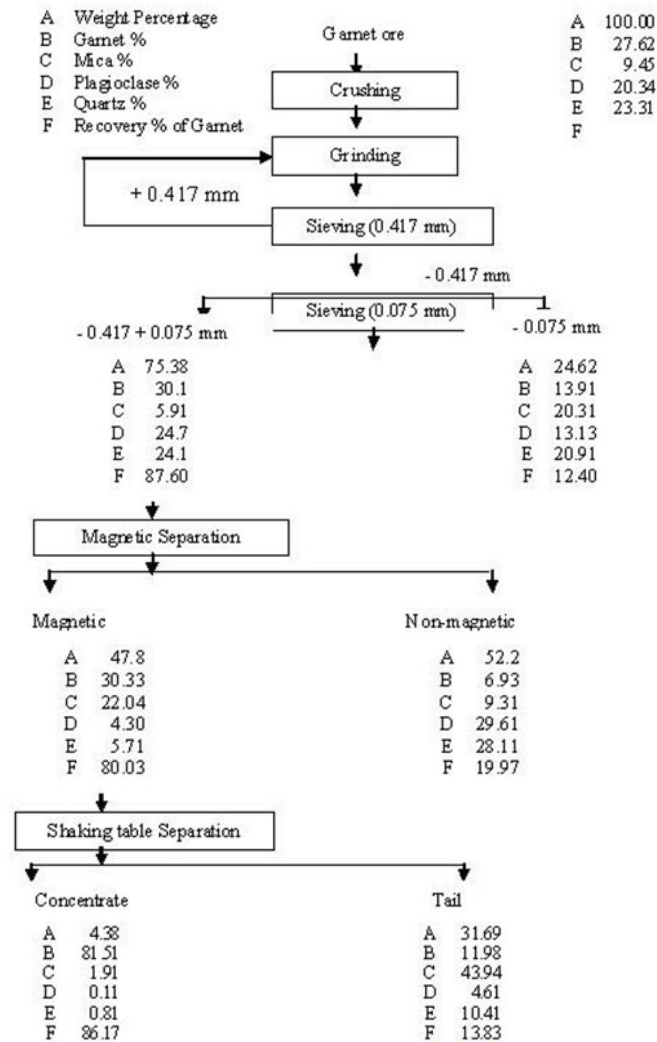 A Weight Percentage
B Garnet %
C Mica %
D Plagioclase %
E Quartz %
F Recovery % of Garnet
Garnet ore
A 100.00
B 27.62
C 9.45
D 20.34
E 23.31
F
Crushing
Grinding
+ 0.417 mm
Sieving (0.417 mm)
- 0.417 mm
Sieving (0.075 mm)
- 0.417 + 0.075 mm
- 0.075 mm
A 75.38
B 30.1
C 5.91
D 24.7
E 24.1
F 87.60
A 24.62
B 13.91
C 20.31
D 13.13
E 20.91
F 12.40
Magnetic Separation
Magnetic
Non-magnetic
A 47.8
B 30.33
C 22.04
D 4.30
E 5.71
F 80.03
A 52.2
B 6.93
C 9.31
D 29.61
E 28.11
F 19.97
Shaking table Separation
Concentrate
Tail
A 4.38
B 81.51
C 1.91
D 0.11
E 0.81
F 86.17
A 31.69
B 11.98
C 43.94
D 4.61
E 10.41
F 13.83